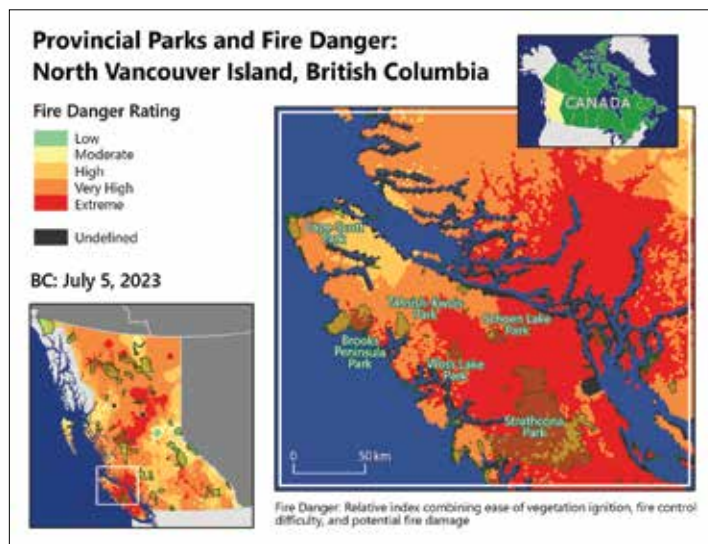 Provincial Parks and Fire Danger:
North Vancouver Island, British Columbia
CANADA
Fire Danger Rating
Low
Moderate
High
Very High
Extreme
Undefined
BC: July 5, 2023
Cape Scott
Park
Tahsish-Kwois
Park
Schoen Lake
Park
Brooks
Peninsula
Park
Woss Lake
Park
Strathcona
Park
0 50 km
Fire Danger: Relative index combining ease of vegetation ignition, fire control
difficulty, and potential fire damage